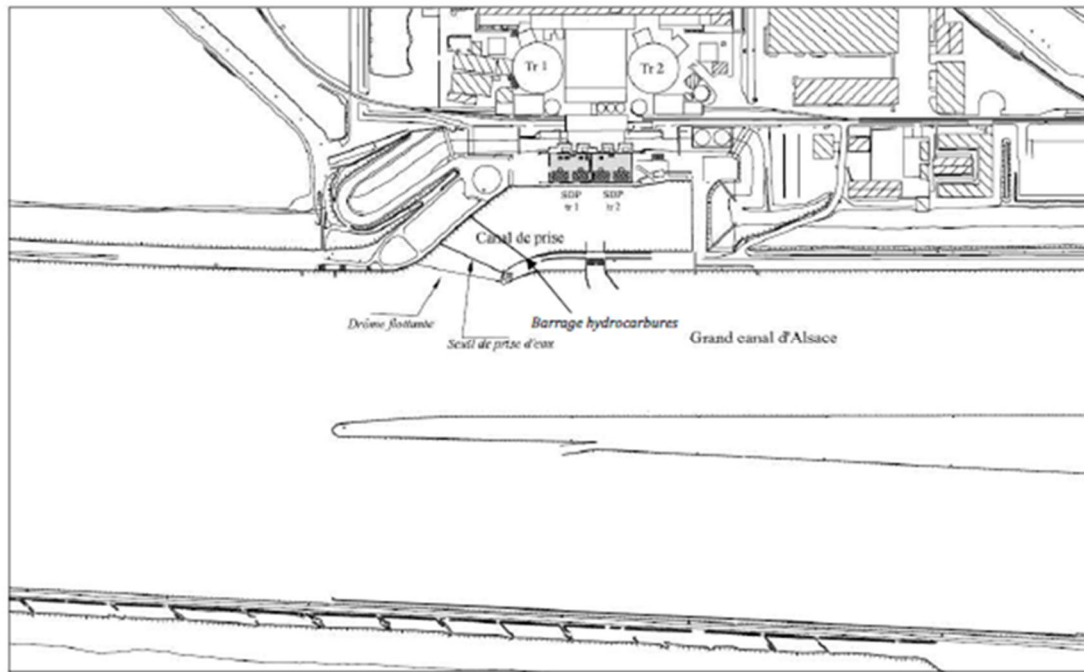 Tr 1
Tr 2
SDP
tr 1
SDP
tr 2
Canal de prise
Drôme flottante
Barrage hydrocarbures
Seuil de prise d'eau
Grand canal d'Alsace